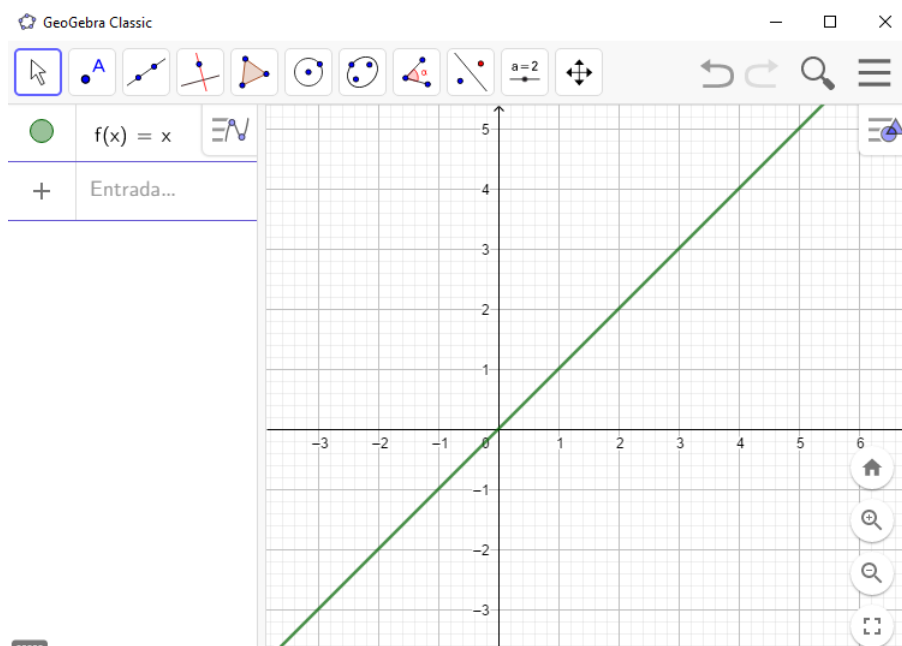 GeoGebra Classic
A
α
a=2
f(x) = x
Entrada...
5
4
3
2
1
−3 −2 −1 0 1 2 3 4 5 6
−1
−2
−3